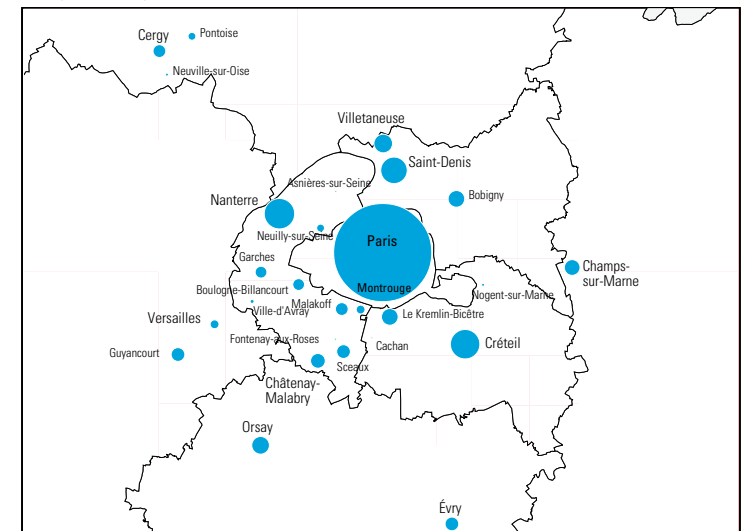 Pontoise
Cergy
Neuville-sur-Oise
Villetaneuse
Saint-Denis
Asnières-sur-Seine
Bobigny
Nanterre
Neuilly-sur-Seine
Paris
Garches
Champs-
sur-Marne
Boulogne-Billancourt
Montrouge
Nogent-sur-Marne
Malakoff
Ville-d'Avray
Le Kremlin-Bicêtre
Versailles
Fontenay-aux-Roses
Cachan
Créteil
Guyancourt
Sceaux
Châtenay-
Malabry
Orsay
Évry